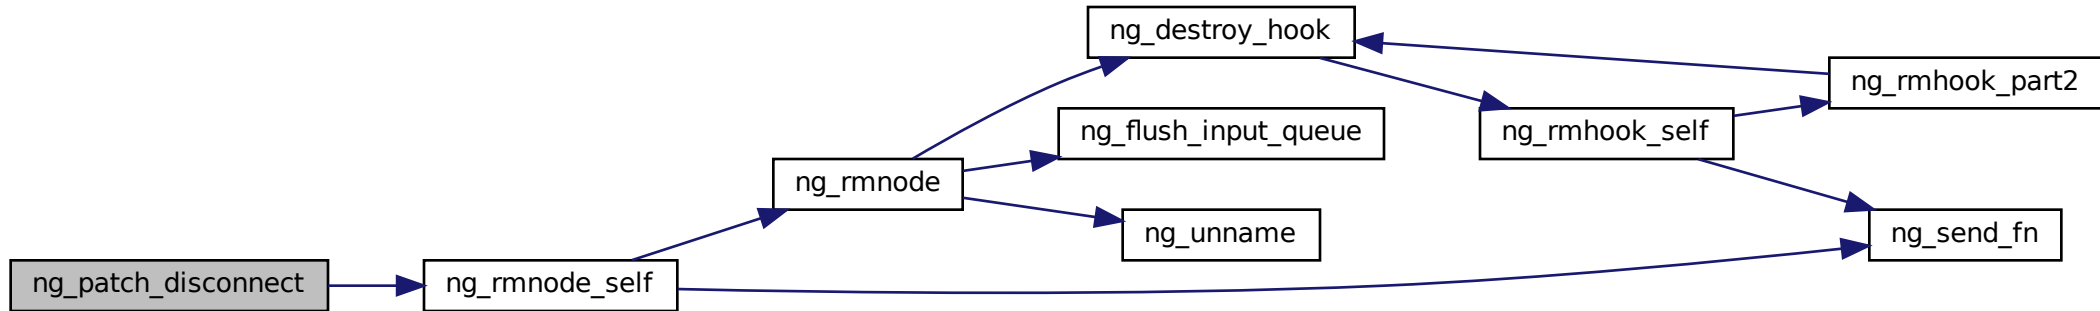 ng_destroy_hook
ng_rmhook_part2
ng_flush_input_queue
ng_rmhook_self
ng_rmnode
ng_unname
ng_send_fn
ng_patch_disconnect
ng_rmnode_self